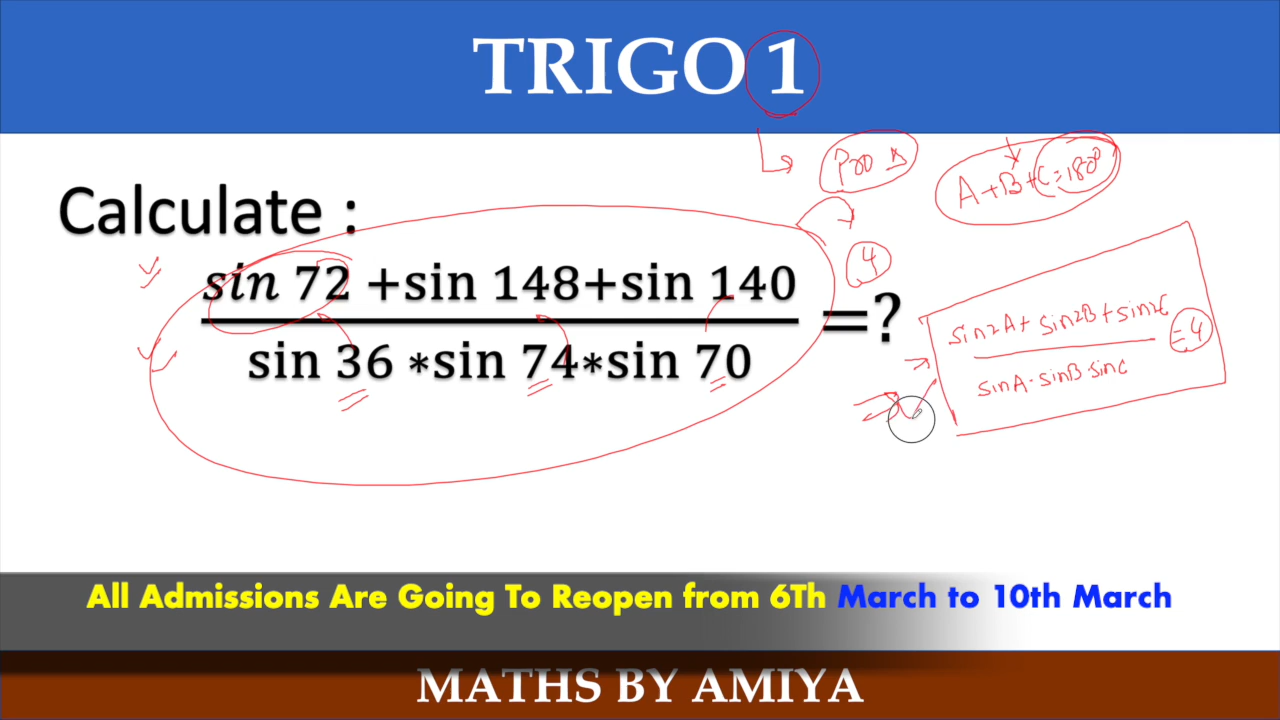 TRIGO 1
Pro Δ
A+B+C=180°
Calculate :
4
sin 72 +sin 148+sin 140
=?
sin 36 *sin 74*sin 70
sin2A + sin2B + sin2C
=4
sinA·sinB·sinC
All Admissions Are Going To Reopen from 6Th March to 10th March
MATHS BY AMIYA